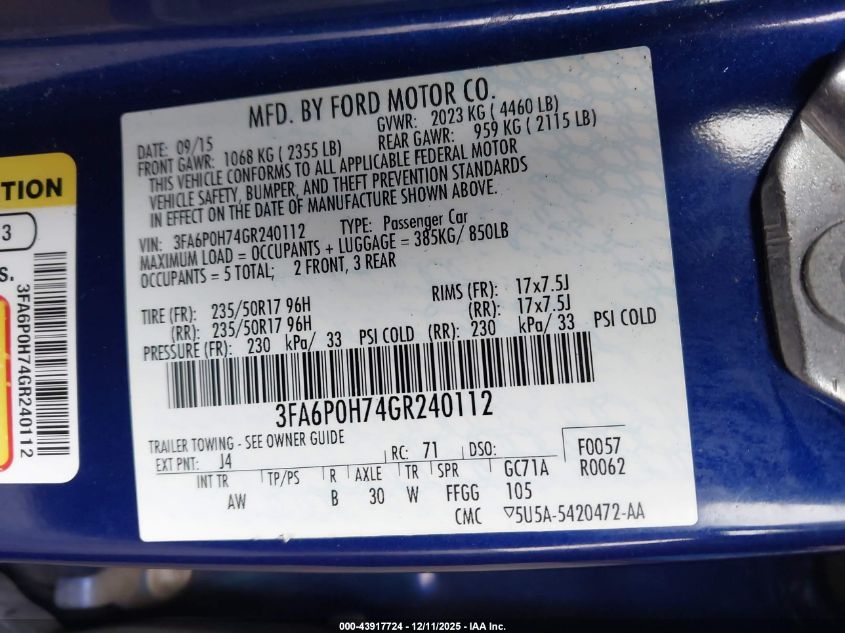 MFD. BY FORD MOTOR CO.
DATE: 09/15 GVWR: 2023 KG ( 4460 LB)
FRONT GAWR: 1068 KG ( 2355 LB) REAR GAWR: 959 KG ( 2115 LB)
THIS VEHICLE CONFORMS TO ALL APPLICABLE FEDERAL MOTOR
VEHICLE SAFETY, BUMPER, AND THEFT PREVENTION STANDARDS
IN EFFECT ON THE DATE OF MANUFACTURE SHOWN ABOVE.
VIN: 3FA6P0H74GR240112 TYPE: Passenger Car
MAXIMUM LOAD = OCCUPANTS + LUGGAGE = 385KG/ 850LB
OCCUPANTS = 5 TOTAL; 2 FRONT, 3 REAR
TIRE (FR): 235/50R17 96H RIMS (FR): 17x7.5J
(RR): 235/50R17 96H (RR): 17x7.5J
PRESSURE (FR): 230 kPa/ 33 PSI COLD (RR): 230 kPa/ 33 PSI COLD
3FA6P0H74GR240112
TRAILER TOWING - SEE OWNER GUIDE
EXT PNT: J4 RC: 71 DSO: F0057
INT TR TP/PS R AXLE TR SPR GC71A R0062
AW B 30 W FFGG 105
CMC ▽5U5A-5420472-AA
TION
3
S.
3FA6P0H74GR240112
000-43917724 - 12/11/2025 - IAA Inc.